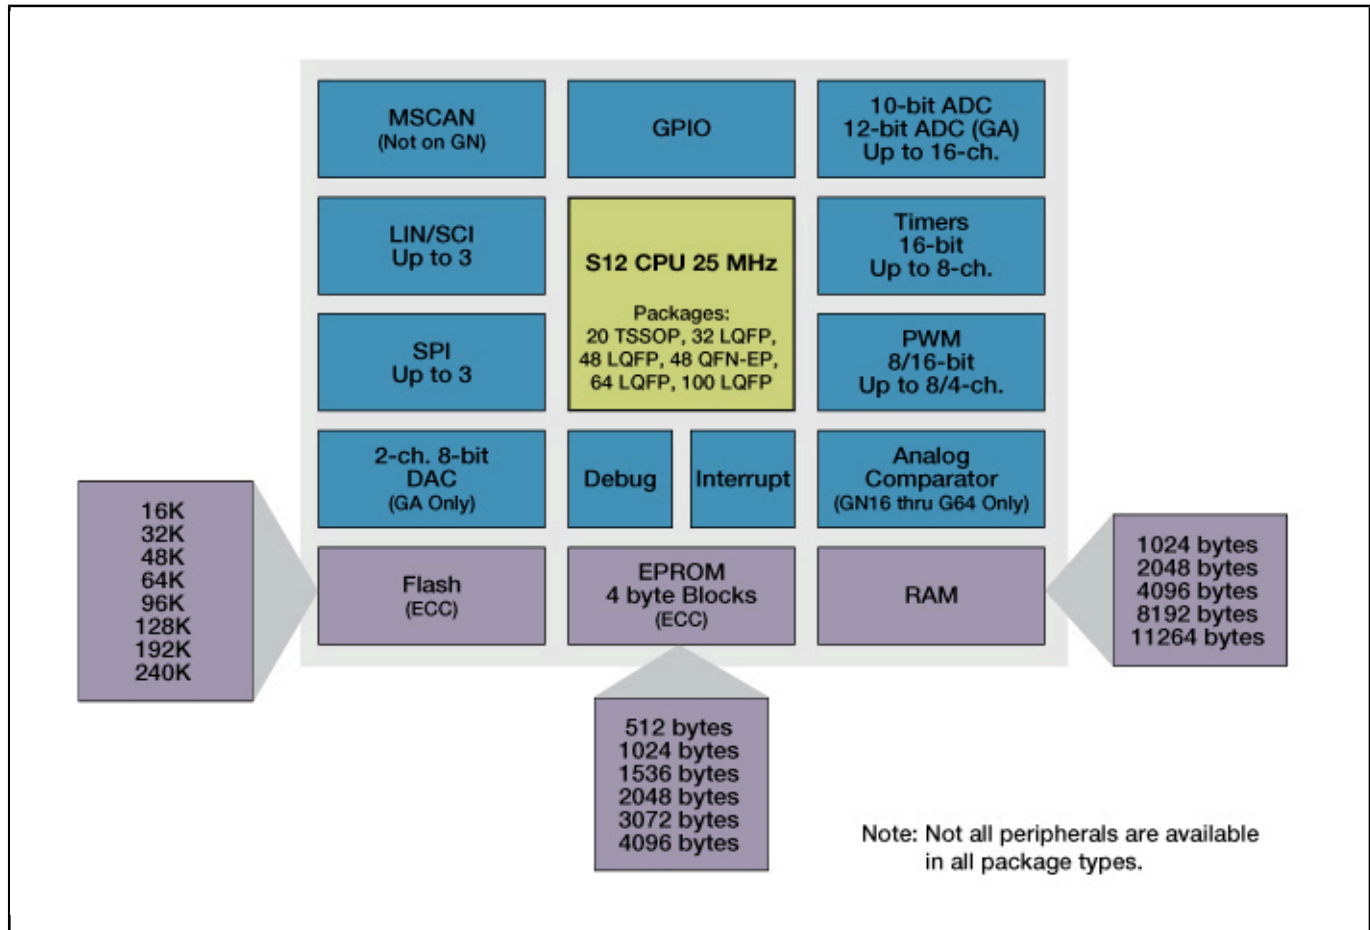 MSCAN
(Not on GN)
GPIO
10-bit ADC
12-bit ADC (GA)
Up to 16-ch.
LIN/SCI
Up to 3
S12 CPU 25 MHz
Packages:
20 TSSOP, 32 LQFP,
48 LQFP, 48 QFN-EP,
64 LQFP, 100 LQFP
Timers
16-bit
Up to 8-ch.
SPI
Up to 3
PWM
8/16-bit
Up to 8/4-ch.
2-ch. 8-bit
DAC
(GA Only)
Debug
Interrupt
Analog
Comparator
(GN16 thru G64 Only)
Flash
(ECC)
EPROM
4 byte Blocks
(ECC)
RAM
16K
32K
48K
64K
96K
128K
192K
240K
512 bytes
1024 bytes
1536 bytes
2048 bytes
3072 bytes
4096 bytes
1024 bytes
2048 bytes
4096 bytes
8192 bytes
11264 bytes
Note: Not all peripherals are available
in all package types.